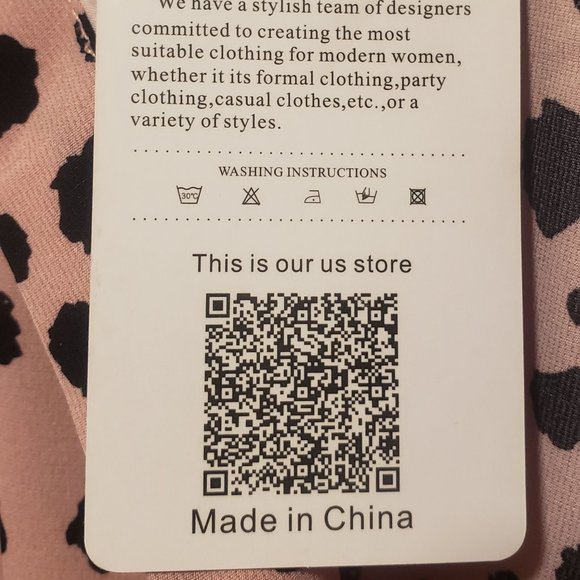 We have a stylish team of designers
committed to creating the most
suitable clothing for modern women,
whether it its formal clothing,party
clothing,casual clothes,etc.,or a
variety of styles.
WASHING INSTRUCTIONS
30℃
This is our us store
Made in China